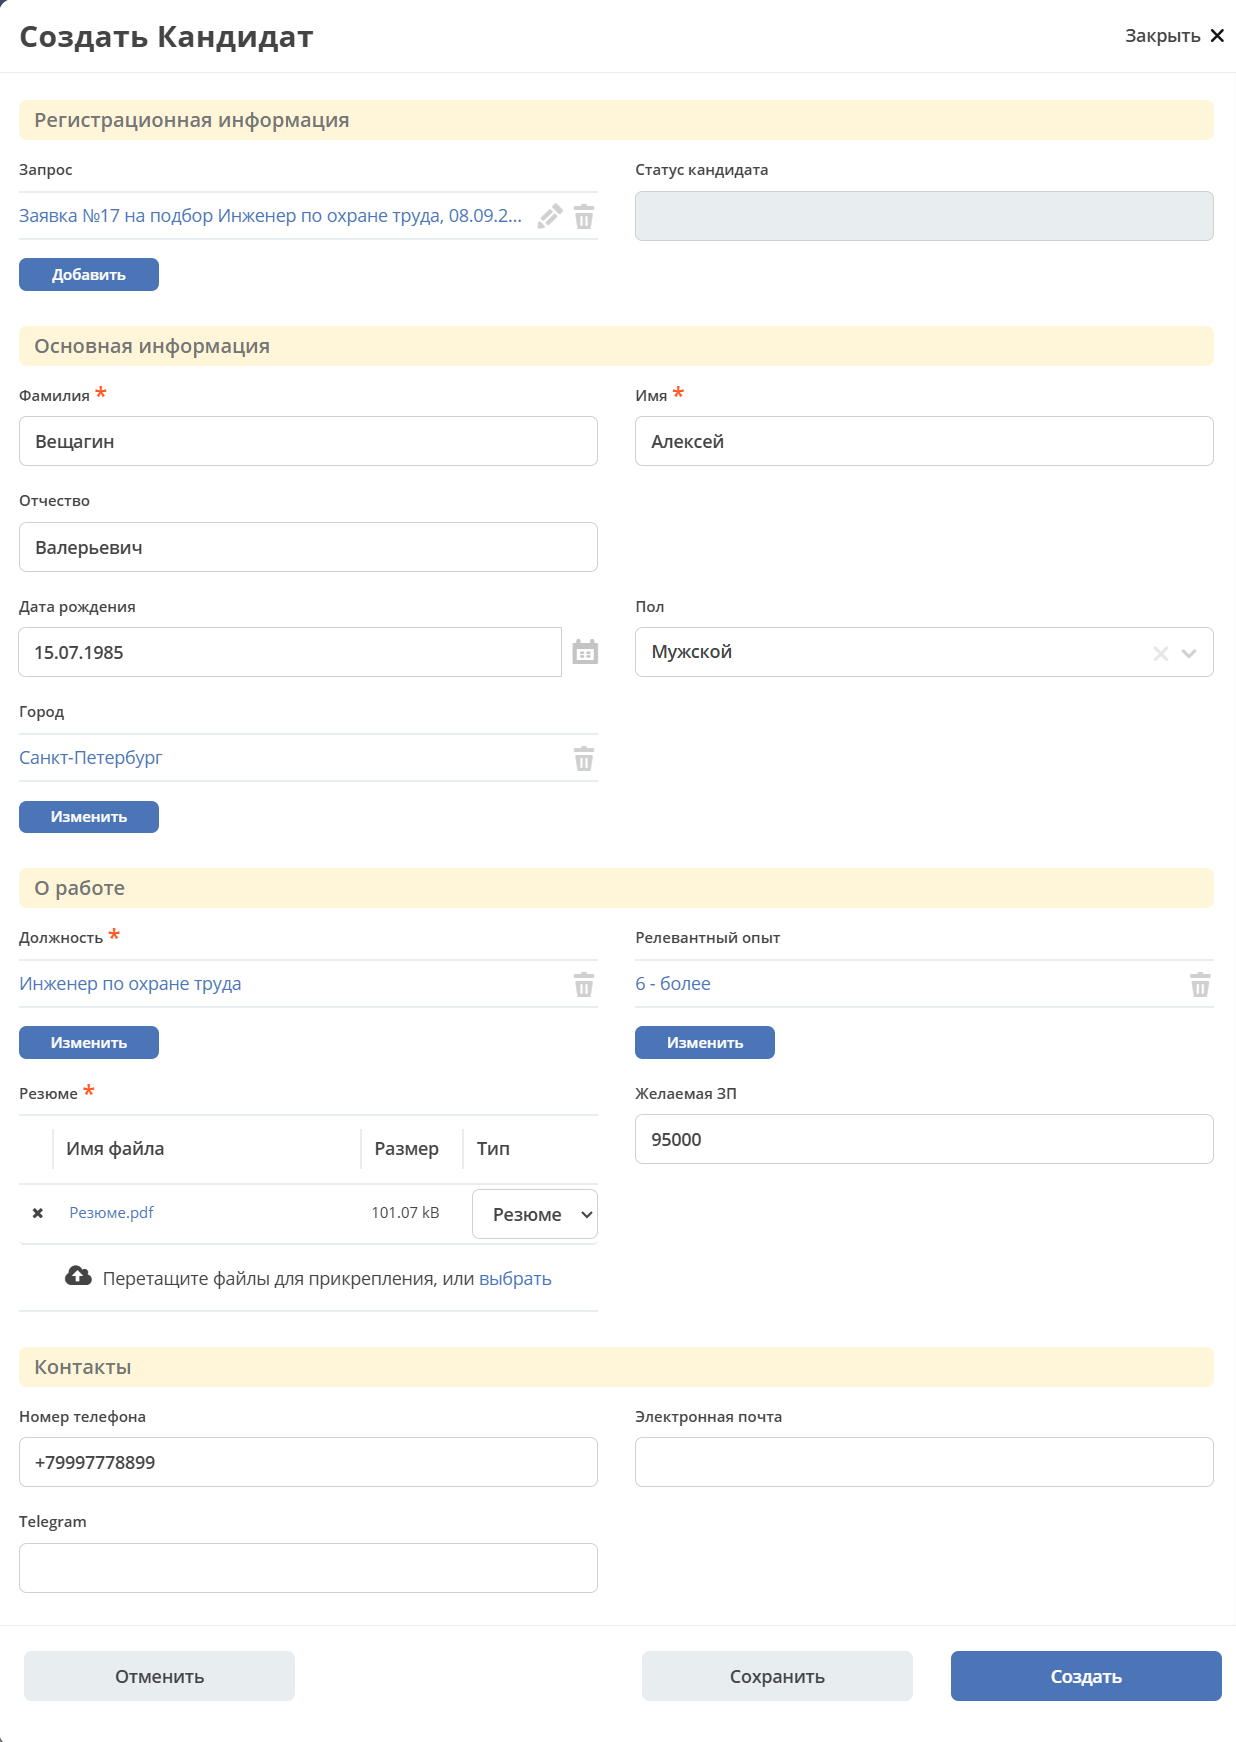 Создать Кандидат
Закрыть
Регистрационная информация
Запрос
Статус кандидата
Заявка №17 на подбор Инженер по охране труда, 08.09.2...
Добавить
Основная информация
Фамилия *
Имя *
Вещагин
Алексей
Отчество
Валерьевич
Дата рождения
Пол
15.07.1985
Мужской
Город
Санкт-Петербург
Изменить
О работе
Должность *
Релевантный опыт
Инженер по охране труда
6 - более
Изменить
Изменить
Резюме *
Желаемая ЗП
Имя файла Размер Тип
95000
Резюме.pdf 101.07 kB Резюме
Перетащите файлы для прикрепления, или выбрать
Контакты
Номер телефона
Электронная почта
+79997778899
Telegram
Отменить
Сохранить
Создать